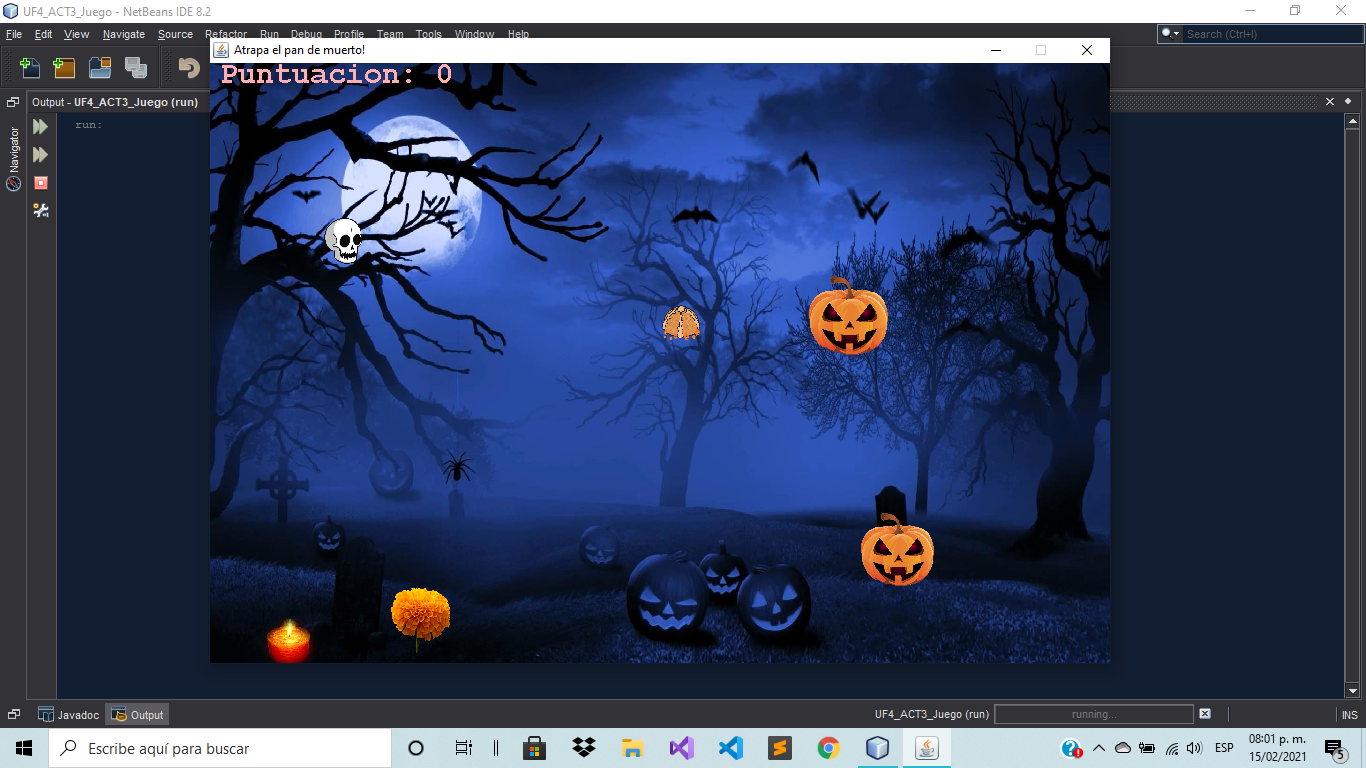 UF4_ACT3_Juego - NetBeans IDE 8.2
File Edit View Navigate Source Refactor Run Debug Profile Team Tools Window Help
Search (Ctrl+I)
Atrapa el pan de muerto!
Puntuacion: 0
Output - UF4_ACT3_Juego (run)
run:
Navigator
Javadoc Output
UF4_ACT3_Juego (run) running... INS
Escribe aquí para buscar
ESP
08:01 p. m.
15/02/2021
5